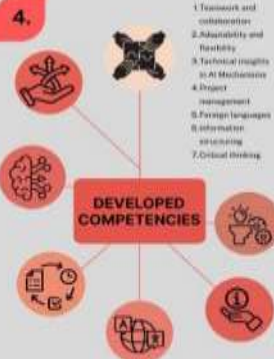 4.
1.Teamwork and
collaboration
2.Adaptability and
flexibility
3.Technical insights
in AI Mechanisms
4.Project
management
5.Foreign languages
6.Information
structuring
7.Critical thinking
DEVELOPED
COMPETENCIES
A